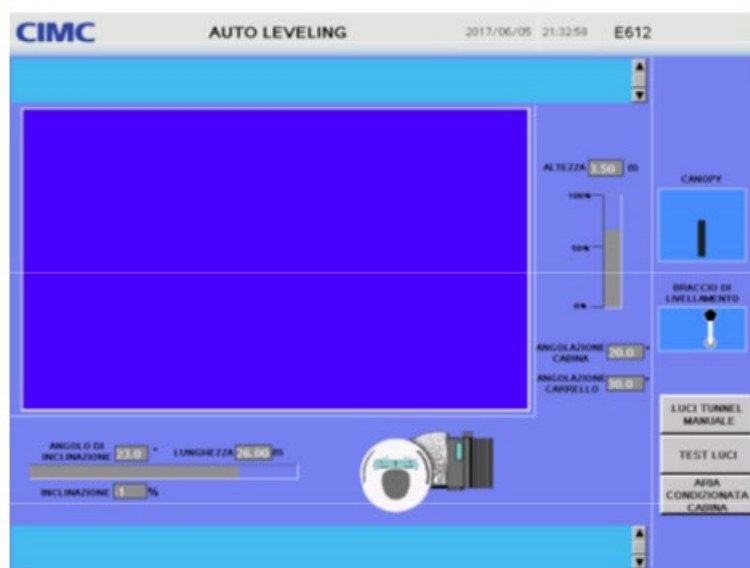 CIMC AUTO LEVELING 2017/06/05 21:32:58 E612
ALTEZZA 3.50 m
100%
50%
0%
CANOPY
BRACCIO DI
LIVELLAMENTO
ANGOLAZIONE
CABINA 20.0 °
ANGOLAZIONE
CARRELLO 30.0 °
LUCI TUNNEL
MANUALE
TEST LUCI
ARIA
CONDIZIONATA
CABINA
ANGOLO DI
INCLINAZIONE 23.0 ° LUNGHEZZA 26.00 m
INCLINAZIONE 1 %